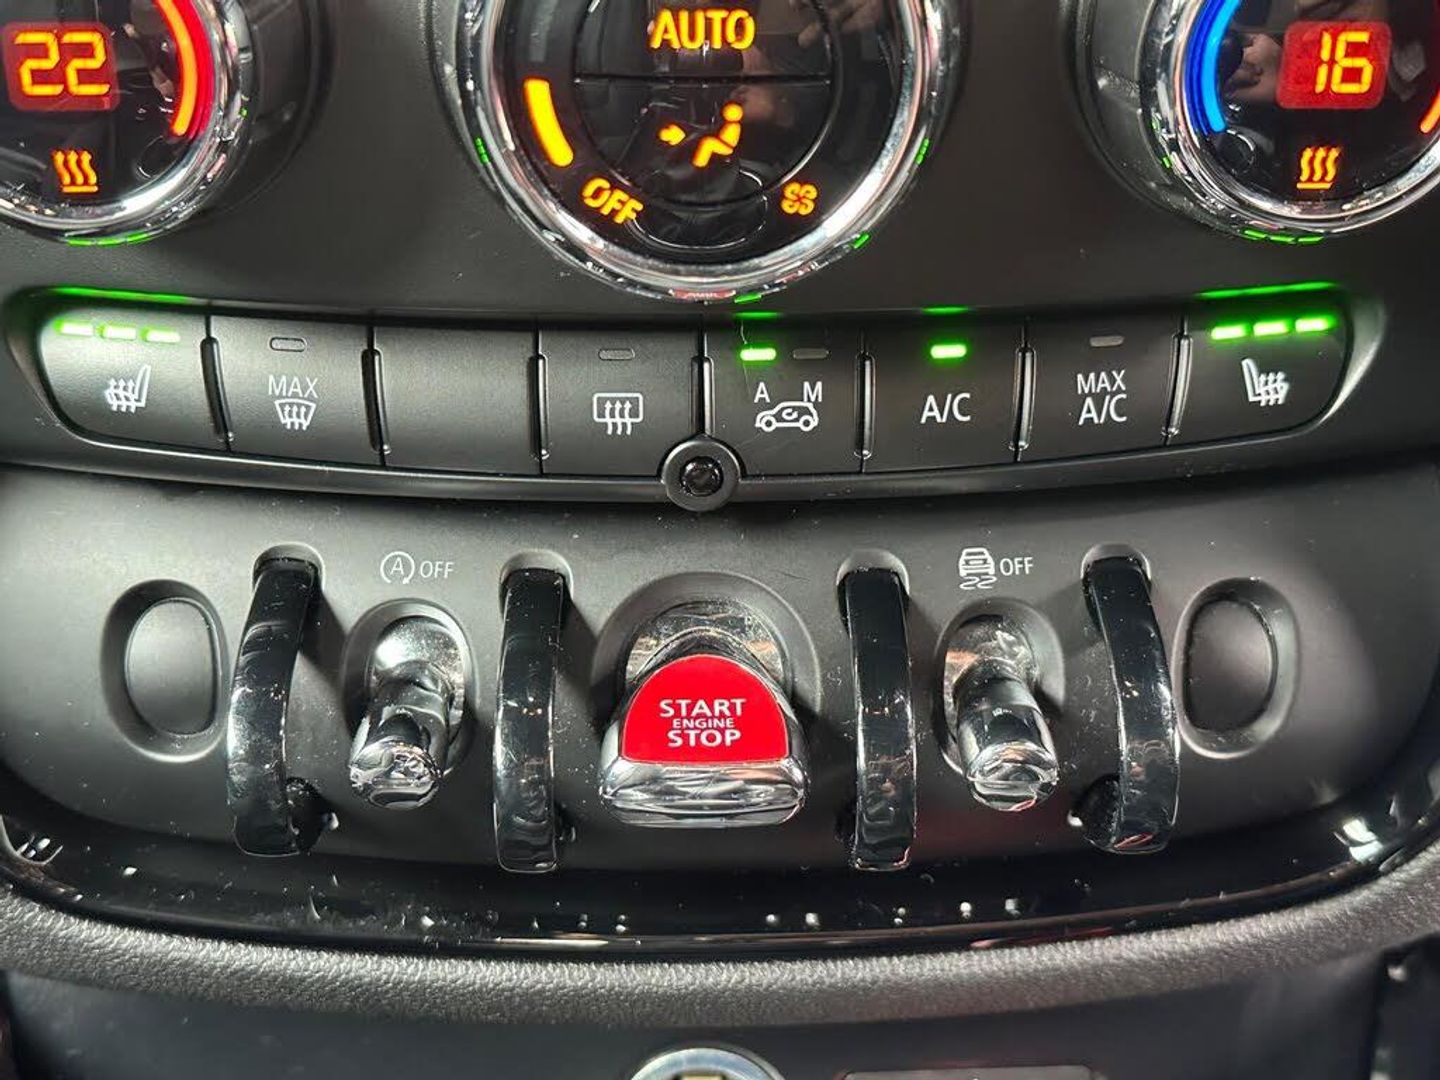 22
AUTO
16
OFF
MAX
A M
A/C
MAX
A/C
A OFF
OFF
START
ENGINE
STOP